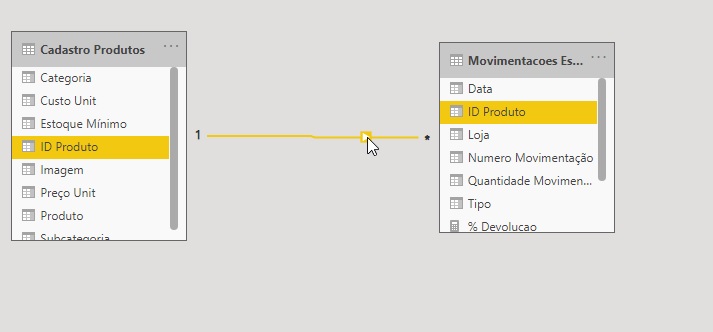 Cadastro Produtos ...
Categoria
Custo Unit
Estoque Mínimo
ID Produto
Imagem
Preço Unit
Produto
Subcategoria
1
*
Movimentacoes Es... ...
Data
ID Produto
Loja
Numero Movimentação
Quantidade Movimen...
Tipo
% Devolucao